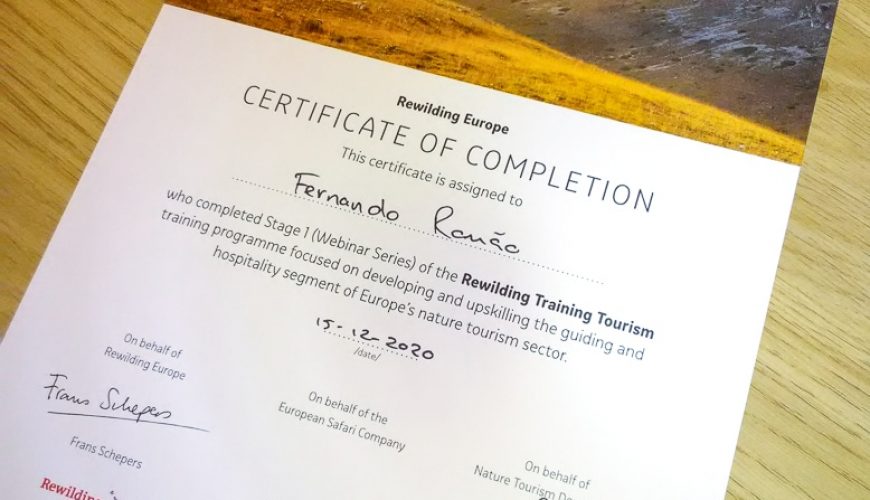 Rewilding Europe
CERTIFICATE OF COMPLETION
This certificate is assigned to
Fernando Romão
who completed Stage 1 (Webinar Series) of the Rewilding Training Tourism
training programme focused on developing and upskilling the guiding and
hospitality segment of Europe's nature tourism sector.
15-12-2020
/date/
On behalf of
Rewilding Europe
Frans Schepers
Frans Schepers
Rewilding
On behalf of the
European Safari Company
On behalf of
Nature Tourism De